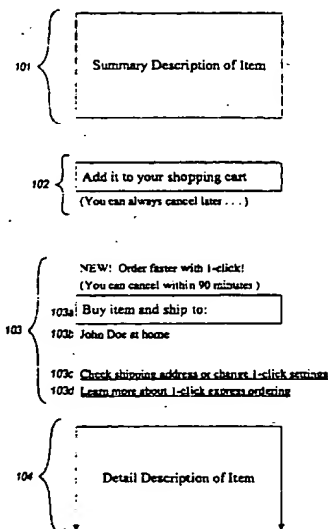 101 Summary Description of Item
102 Add it to your shopping cart
(You can always cancel later . . .)
NEW! Order faster with 1-click!
(You can cancel within 90 minutes)
103a Buy item and ship to:
103
103b John Doe at home
103c Check shipping address or change 1-click settings
103d Learn more about 1-click express ordering
104 Detail Description of Item